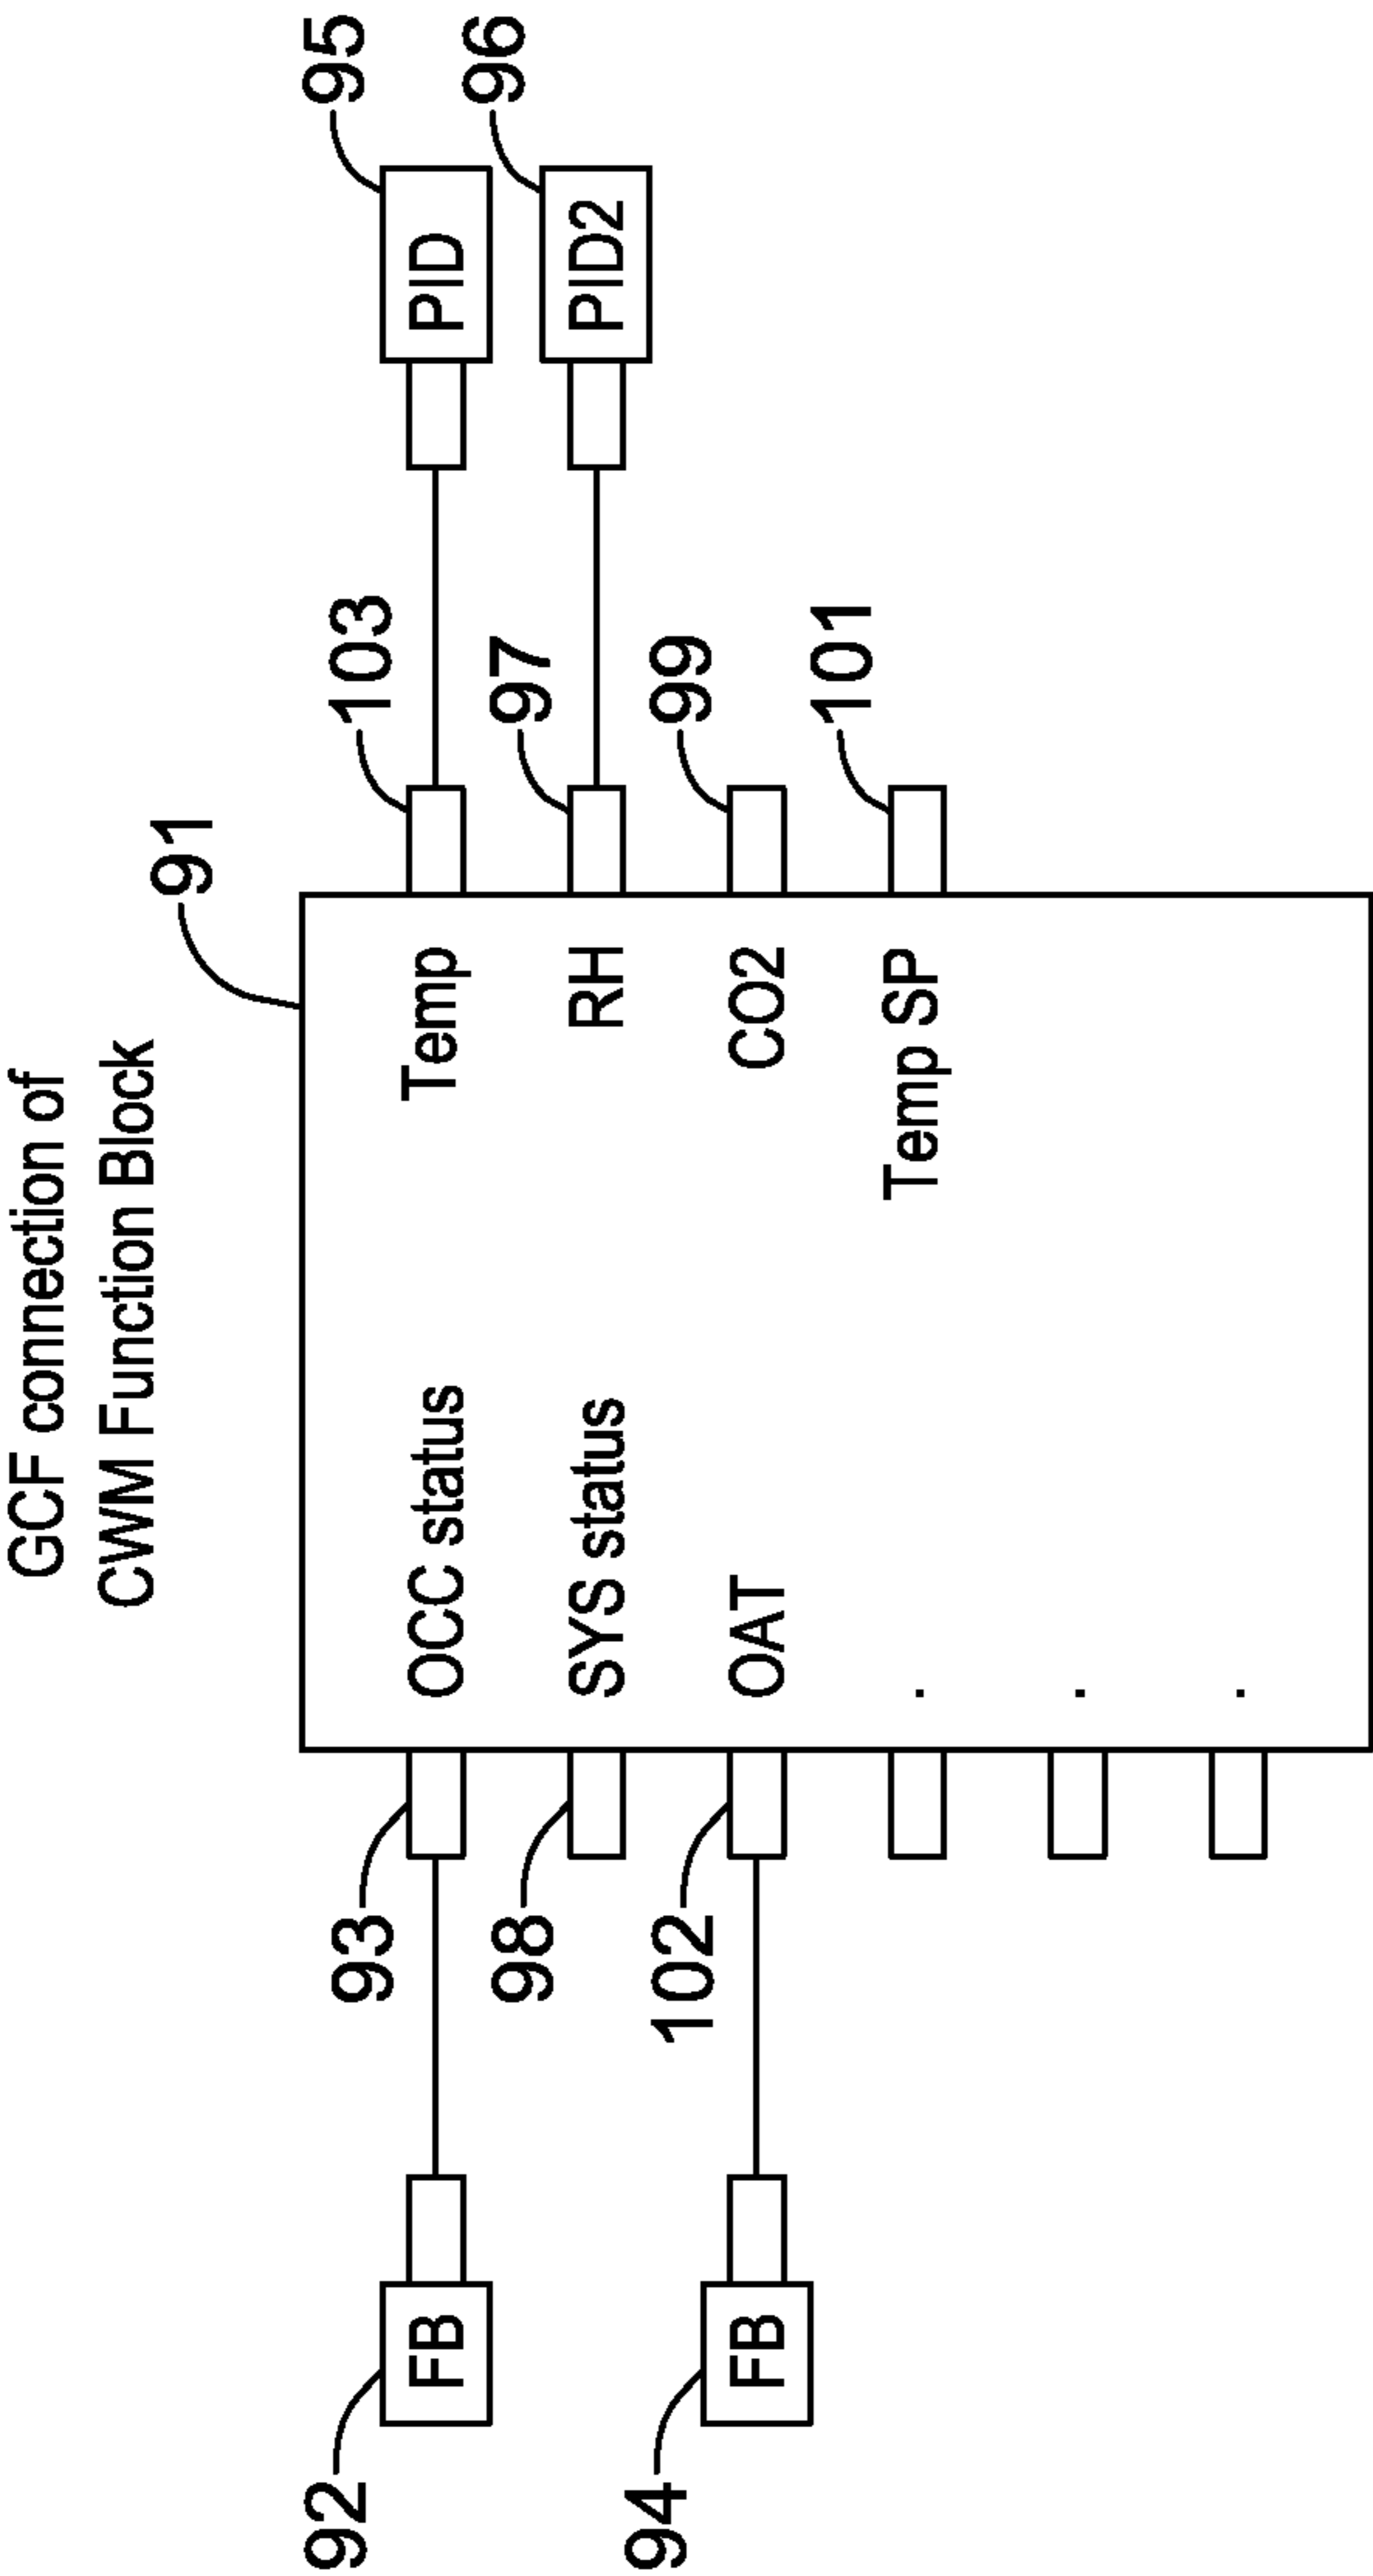 GCF connection of
CWM Function Block
91
92
FB
93
OCC status
Temp
103
PID
95
98
SYS status
RH
97
PID2
96
94
FB
102
OAT
CO2
99
.
Temp SP
101
.
.